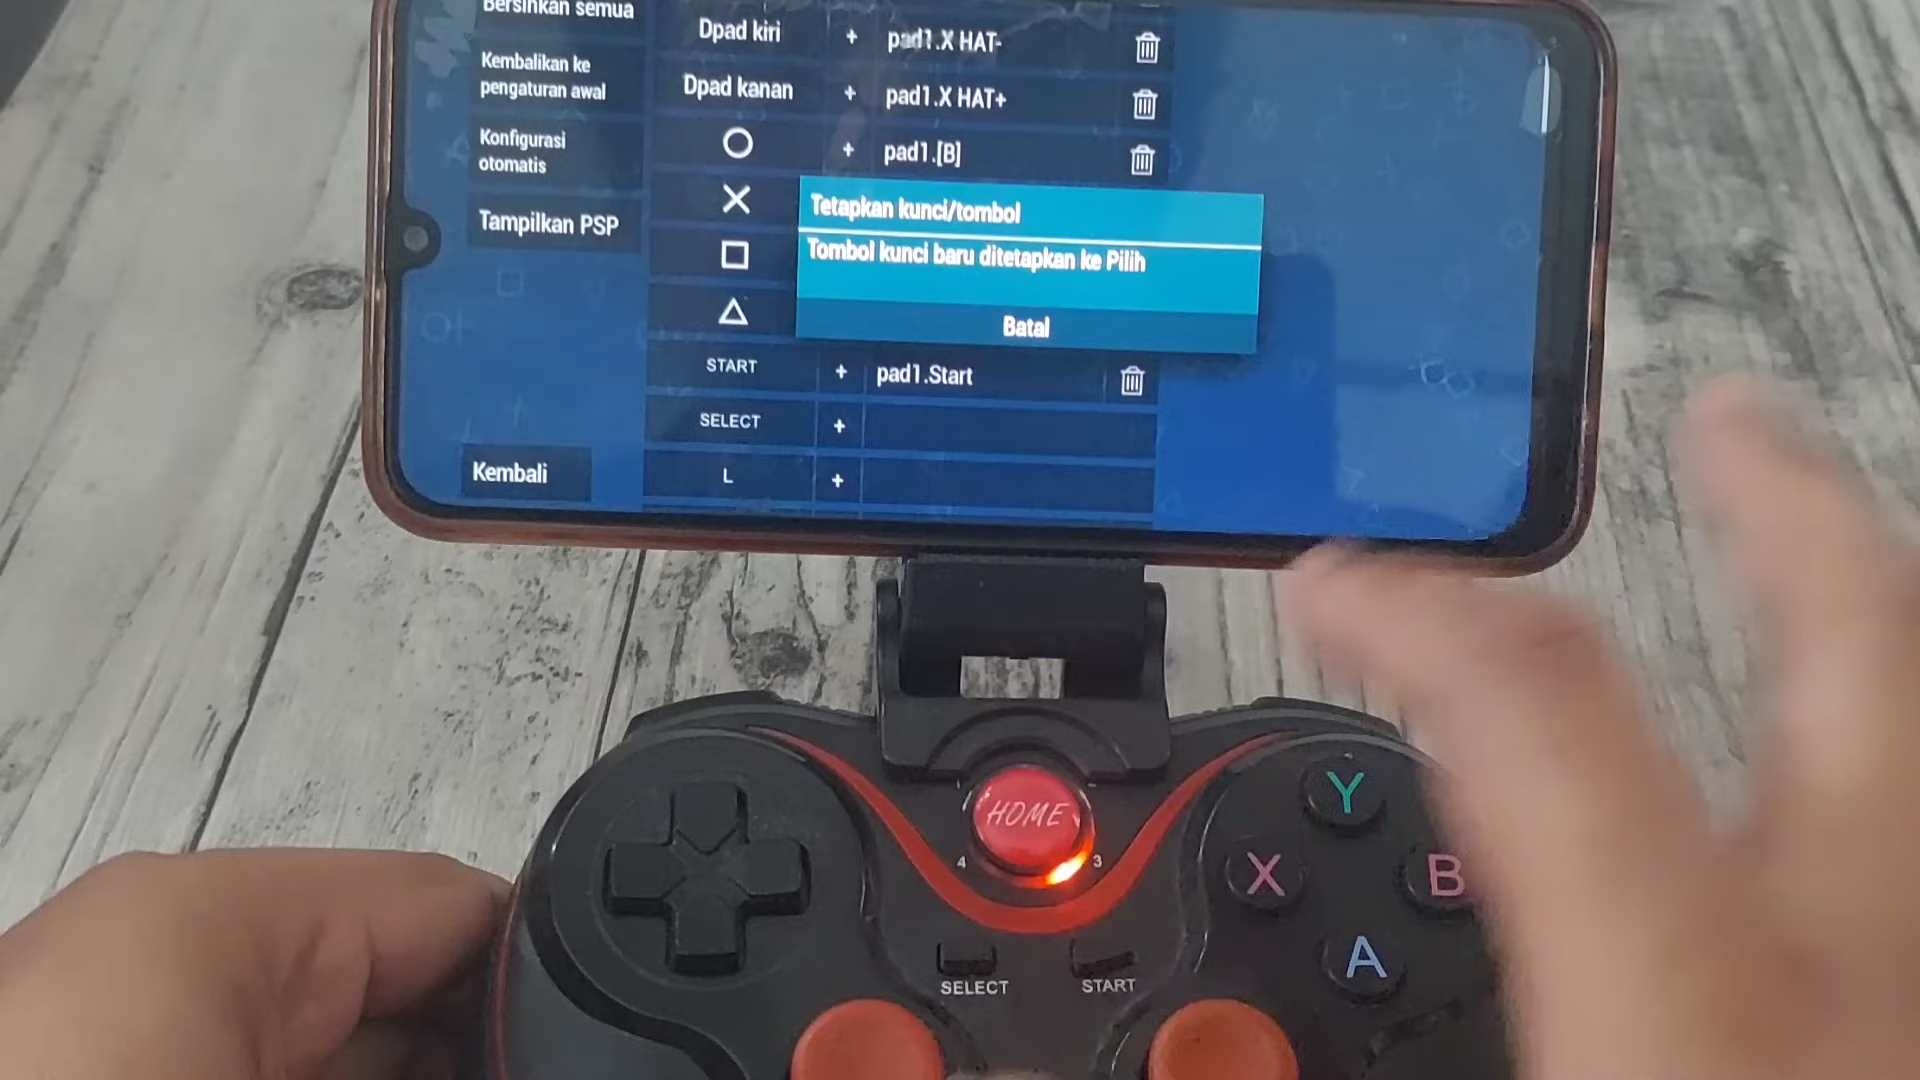 Bersihkan semua
Kembalikan ke
pengaturan awal
Konfigurasi
otomatis
Tampilkan PSP
Kembali
Dpad kiri + pad1.X HAT-
Dpad kanan + pad1.X HAT+
+ pad1.[B]
Tetapkan kunci/tombol
Tombol kunci baru ditetapkan ke Pilih
Batal
START + pad1.Start
SELECT +
L +
HOME
4 3
Y
X B
A
SELECT START